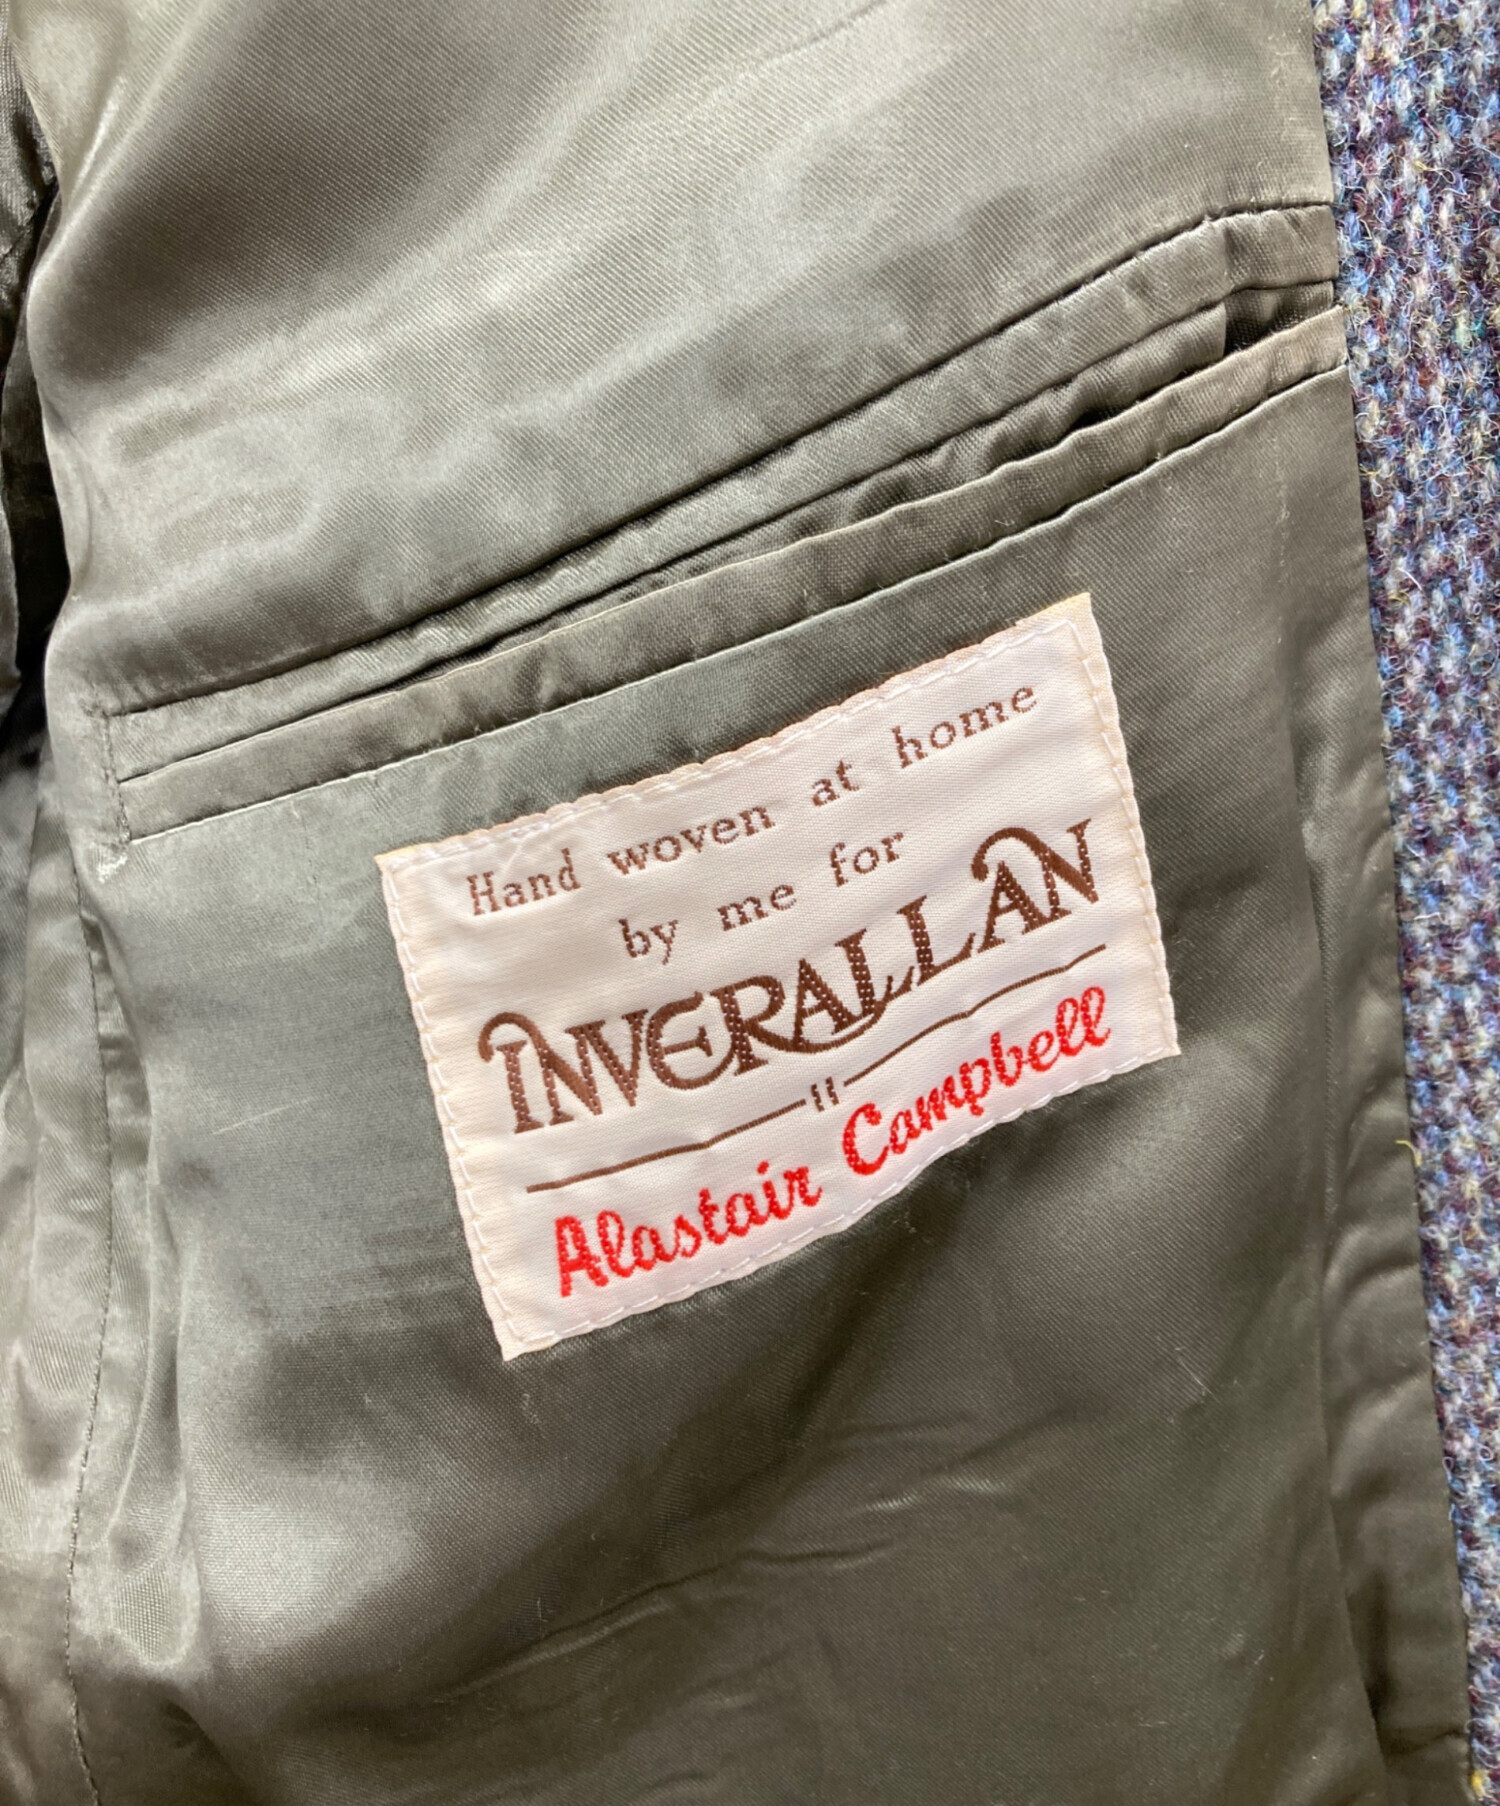 Hand woven at home
by me for
INVERALLAN
Alastair Campbell